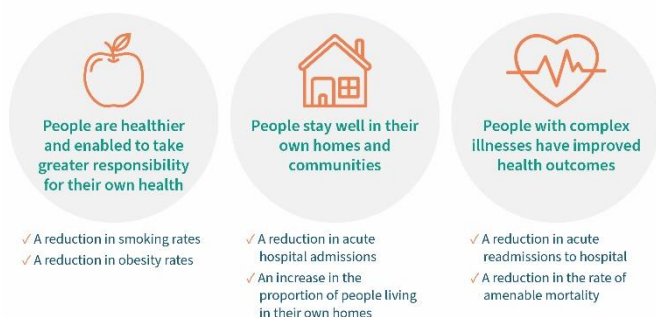 People are healthier
and enabled to take
greater responsibility
for their own health
✓ A reduction in smoking rates
✓ A reduction in obesity rates
People stay well in their
own homes and
communities
✓ A reduction in acute
hospital admissions
✓ An increase in the
proportion of people living
in their own homes
People with complex
illnesses have improved
health outcomes
✓ A reduction in acute
readmissions to hospital
✓ A reduction in the rate of
amenable mortality